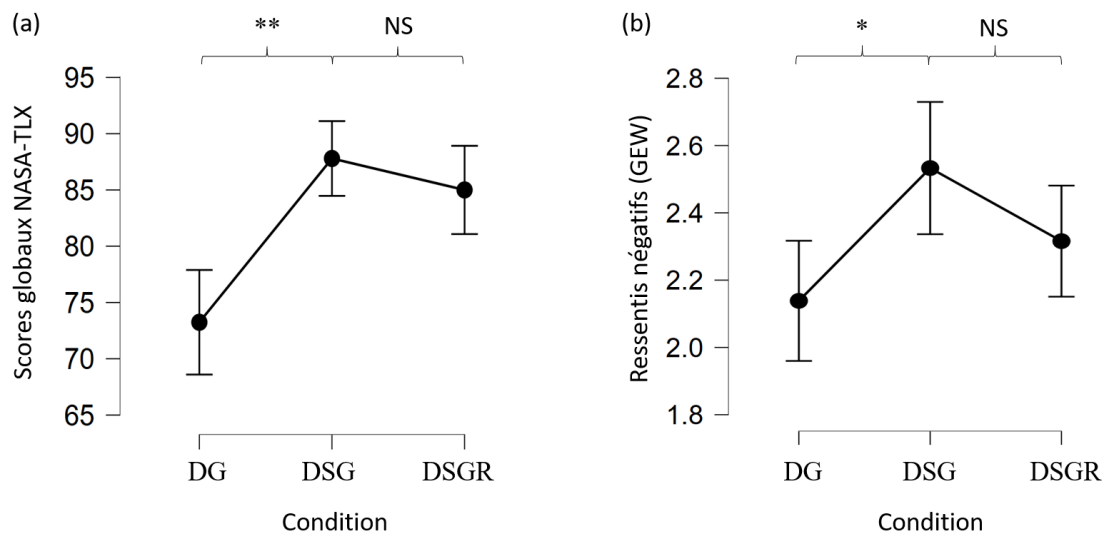 (a)
** NS
Scores globaux NASA-TLX
95
90
85
80
75
70
65
DG DSG DSGR
Condition
(b)
* NS
Ressentis négatifs (GEW)
2.8
2.6
2.4
2.2
2.0
1.8
DG DSG DSGR
Condition